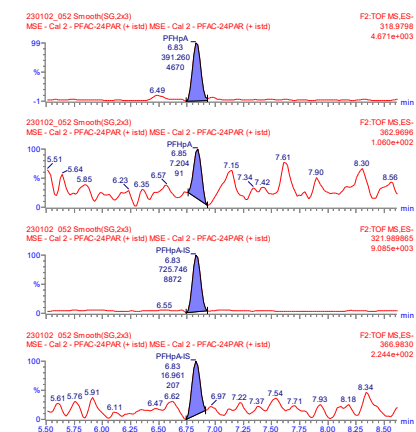 230102_052 Smooth(SG,2x3) F2:TOF MS,ES-
MSE - Cal 2 - PFAC-24PAR (+ istd) MSE - Cal 2 - PFAC-24PAR (+ istd) 318.9798
4.671e+003
PFHpA
6.83
391.260
4670
99
%
-1
6.49
min
230102_052 Smooth(SG,2x3) F2:TOF MS,ES-
MSE - Cal 2 - PFAC-24PAR (+ istd) MSE - Cal 2 - PFAC-24PAR (+ istd) 362.9696
1.060e+002
PFHpA
6.85
7.204
91
100
%
0
5.51 5.64 5.85 6.23 6.35 6.57 7.15 7.34 7.42 7.61 7.90 8.30 8.56
min
230102_052 Smooth(SG,2x3) F2:TOF MS,ES-
MSE - Cal 2 - PFAC-24PAR (+ istd) MSE - Cal 2 - PFAC-24PAR (+ istd) 321.989865
9.085e+003
PFHpA-IS
6.83
725.746
8872
100
%
0
6.55
min
230102_052 Smooth(SG,2x3) F2:TOF MS,ES-
MSE - Cal 2 - PFAC-24PAR (+ istd) MSE - Cal 2 - PFAC-24PAR (+ istd) 366.9830
2.244e+002
PFHpA-IS
6.83
16.961
207
100
%
0
5.61 5.76 5.91 6.11 6.47 6.62 6.97 7.22 7.37 7.54 7.71 7.93 8.18 8.34
min
5.50 5.75 6.00 6.25 6.50 6.75 7.00 7.25 7.50 7.75 8.00 8.25 8.50